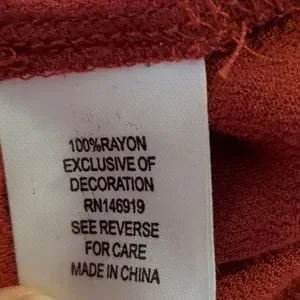 100%RAYON
EXCLUSIVE OF
DECORATION
RN146919
SEE REVERSE
FOR CARE
MADE IN CHINA